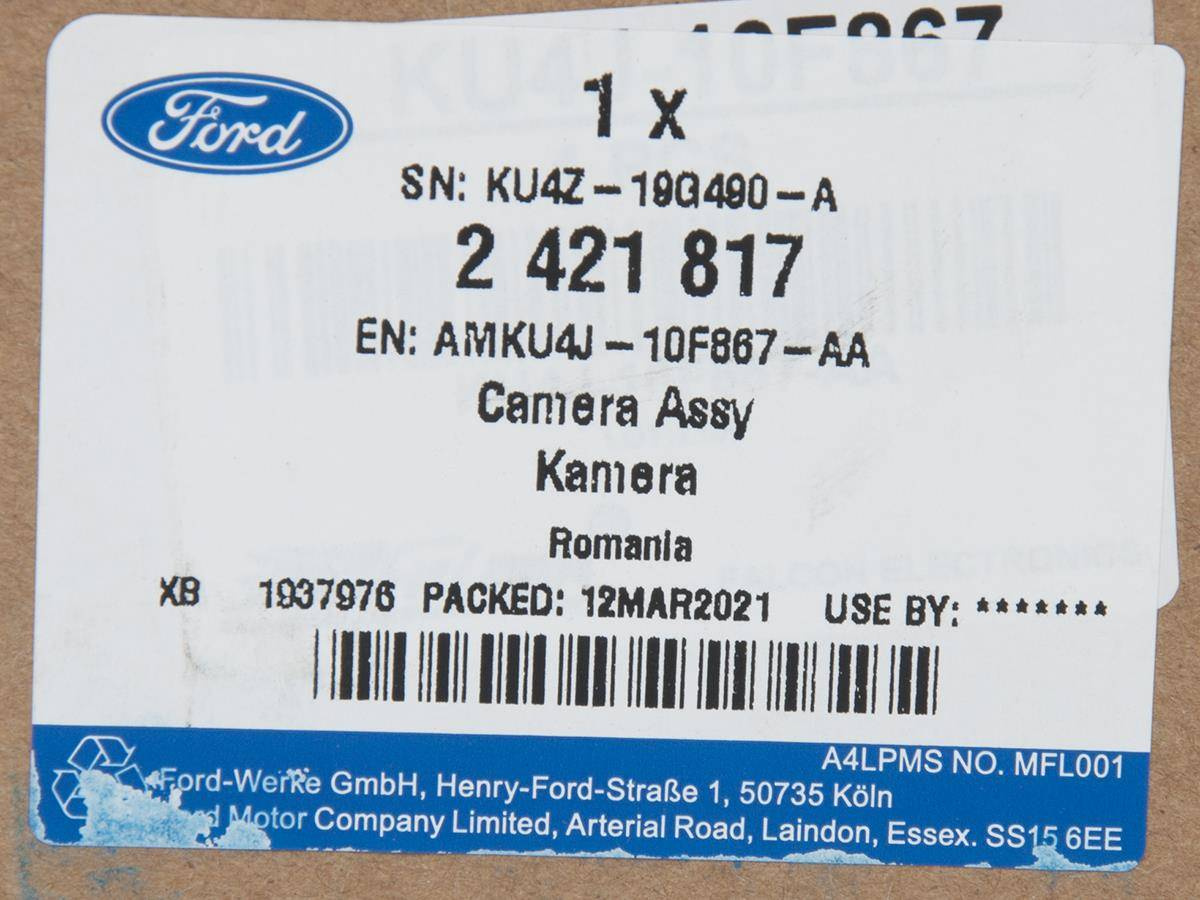 10F867
Ford
1 x
SN: KU4Z-19G490-A
2 421 817
EN: AMKU4J-10F867-AA
Camera Assy
Kamera
Romania
XB 1937976 PACKED: 12MAR2021 USE BY: *******
A4LPMS NO. MFL001
Ford-Werke GmbH, Henry-Ford-Straße 1, 50735 Köln
Motor Company Limited, Arterial Road, Laindon, Essex. SS15 6EE